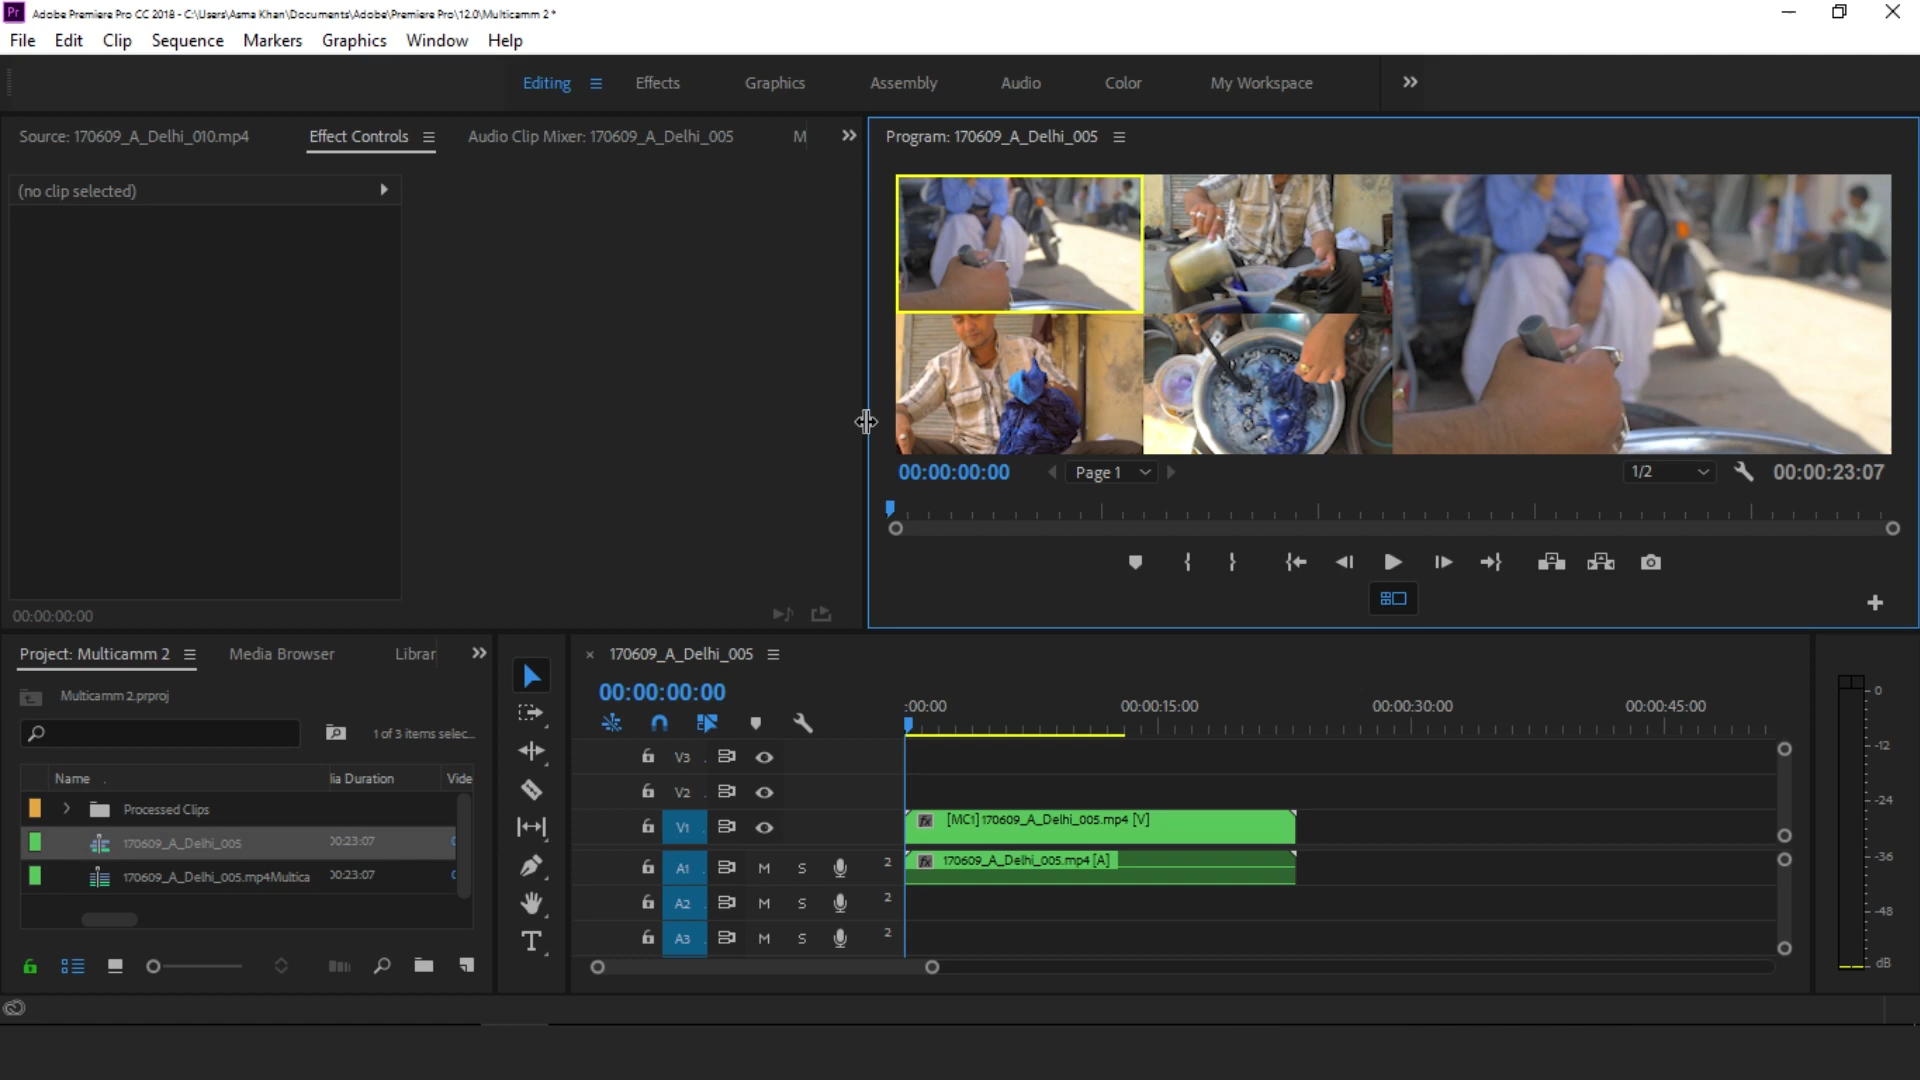 Pr Adobe Premiere Pro CC 2018 - C:\Users\Asma Khan\Documents\Adobe\Premiere Pro\12.0\Multicamm 2 *
File Edit Clip Sequence Markers Graphics Window Help
Editing Effects Graphics Assembly Audio Color My Workspace
Source: 170609_A_Delhi_010.mp4 Effect Controls Audio Clip Mixer: 170609_A_Delhi_005 M
Program: 170609_A_Delhi_005
(no clip selected)
00:00:00:00 Page 1 1/2 00:00:23:07
00:00:00:00
Project: Multicamm 2 Media Browser Librar
Multicamm 2.prproj
1 of 3 items selec...
Name lia Duration Vide
Processed Clips
170609_A_Delhi_005 00:23:07
170609_A_Delhi_005.mp4Multica 00:23:07
T
170609_A_Delhi_005
00:00:00:00
:00:00 00:00:15:00 00:00:30:00 00:00:45:00
V3
V2
V1 fx [MC1] 170609_A_Delhi_005.mp4 [V]
A1 M S 2 fx 170609_A_Delhi_005.mp4 [A]
A2 M S 2
A3 M S 2
0
-12
-24
-36
-48
dB